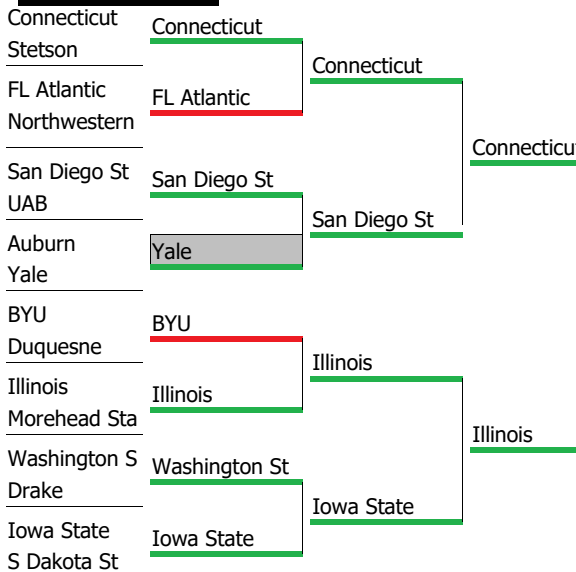 Connecticut
Stetson
FL Atlantic
Northwestern
San Diego St
UAB
Auburn
Yale
BYU
Duquesne
Illinois
Morehead Sta
Washington S
Drake
Iowa State
S Dakota St
Connecticut
FL Atlantic
San Diego St
Yale
BYU
Illinois
Washington St
Iowa State
Connecticut
San Diego St
Illinois
Iowa State
Connecticut
Illinois